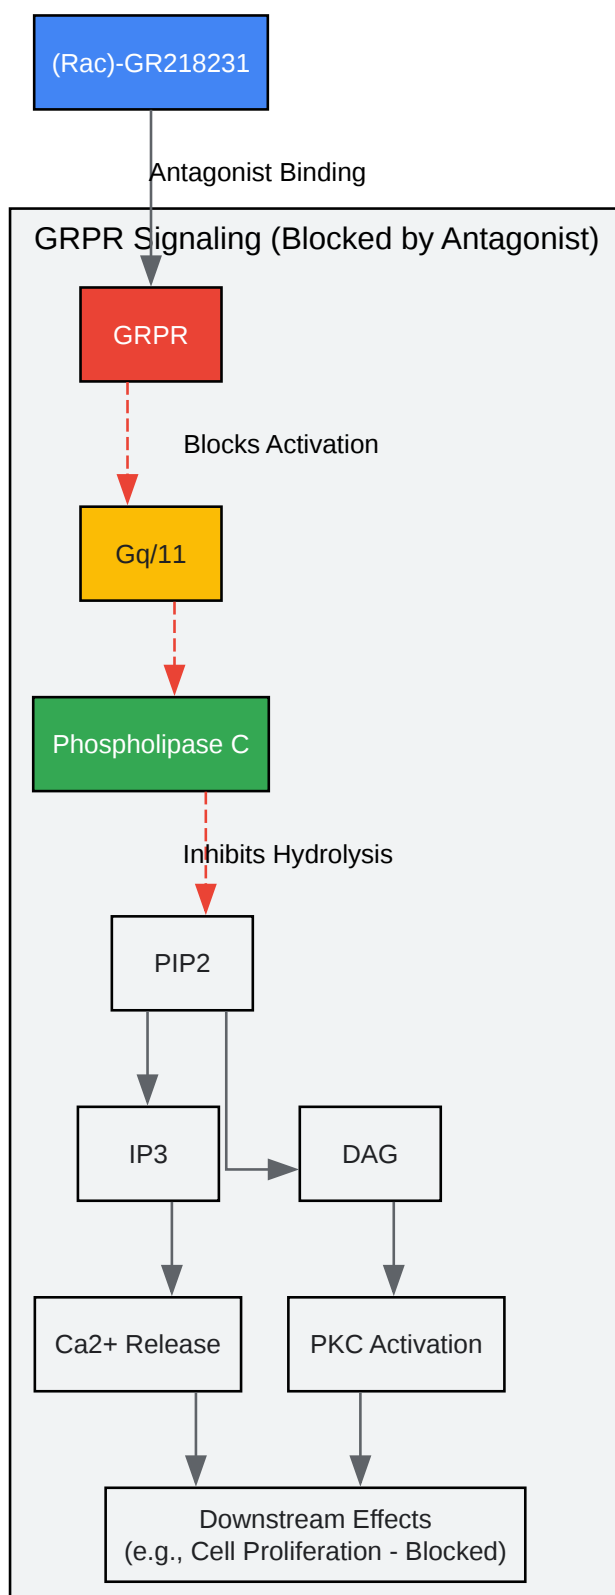 (Rac)-GR218231
Antagonist Binding
GRPR Signaling (Blocked by Antagonist)
GRPR
Blocks Activation
Gq/11
Phospholipase C
Inhibits Hydrolysis
PIP2
IP3
DAG
Ca2+ Release
PKC Activation
Downstream Effects
(e.g., Cell Proliferation - Blocked)